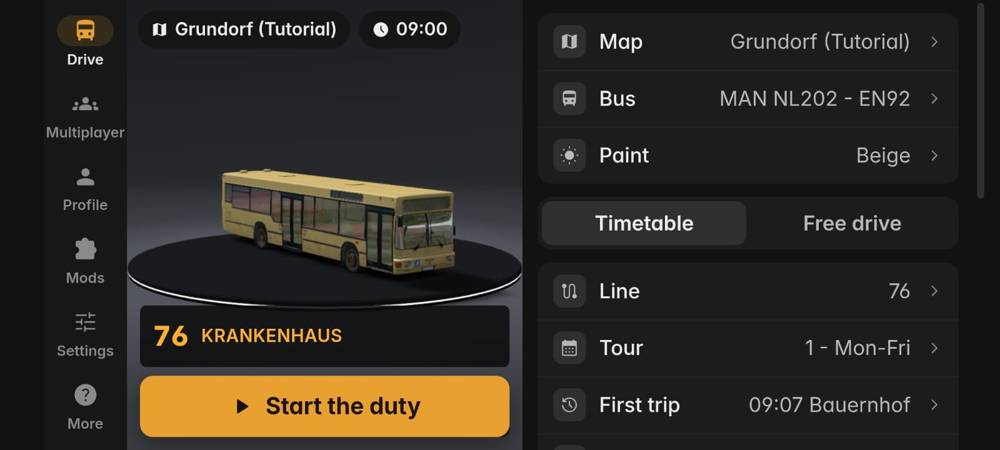 Drive
Multiplayer
Profile
Mods
Settings
More
Grundorf (Tutorial)
09:00
76 KRANKENHAUS
Start the duty
Map Grundorf (Tutorial)
Bus MAN NL202 - EN92
Paint Beige
Timetable Free drive
Line 76
Tour 1 - Mon-Fri
First trip 09:07 Bauernhof